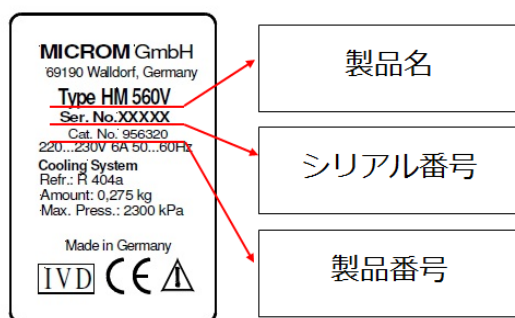 MICROM GmbH
69190 Walldorf, Germany
Type HM 560V
Ser. No.XXXXX
Cat. No. 956320
220...230V 6A 50...60Hz
Cooling System
Refr.: R 404a
Amount: 0,275 kg
Max. Press.: 2300 kPa
Made in Germany
IVD CE
製品名
シリアル番号
製品番号